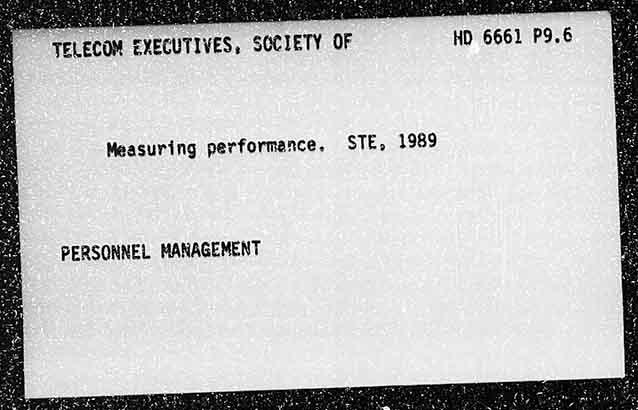 TELECOM EXECUTIVES, SOCIETY OF HD 6661 P9.6
Measuring performance. STE, 1989
PERSONNEL MANAGEMENT